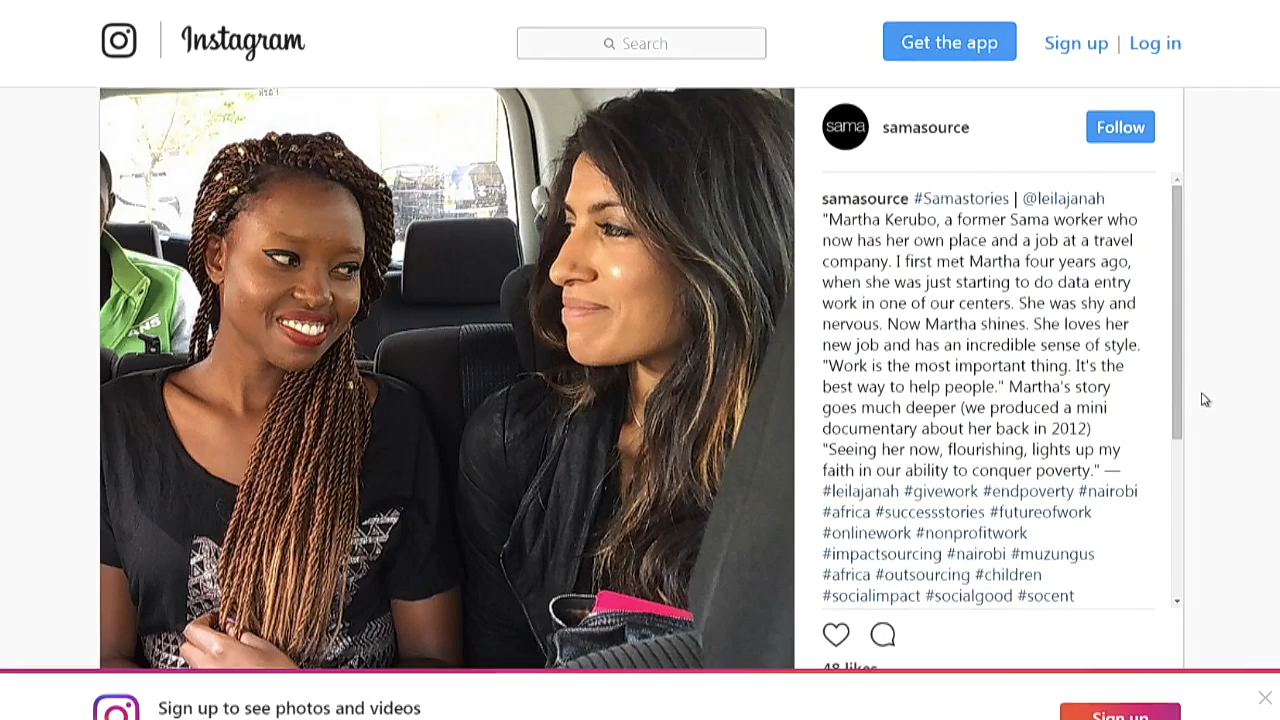 Instagram
Search
Get the app
Sign up | Log in
sama
samasource
Follow
samasource #Samastories | @leilajanah
"Martha Kerubo, a former Sama worker who
now has her own place and a job at a travel
company. I first met Martha four years ago,
when she was just starting to do data entry
work in one of our centers. She was shy and
nervous. Now Martha shines. She loves her
new job and has an incredible sense of style.
"Work is the most important thing. It's the
best way to help people." Martha's story
goes much deeper (we produced a mini
documentary about her back in 2012)
"Seeing her now, flourishing, lights up my
faith in our ability to conquer poverty." —
#leilajanah #givework #endpoverty #nairobi
#africa #successstories #futureofwork
#onlinework #nonprofitwork
#impactsourcing #nairobi #muzungus
#africa #outsourcing #children
#socialimpact #socialgood #socent
48 likes
Sign up to see photos and videos
Sign up